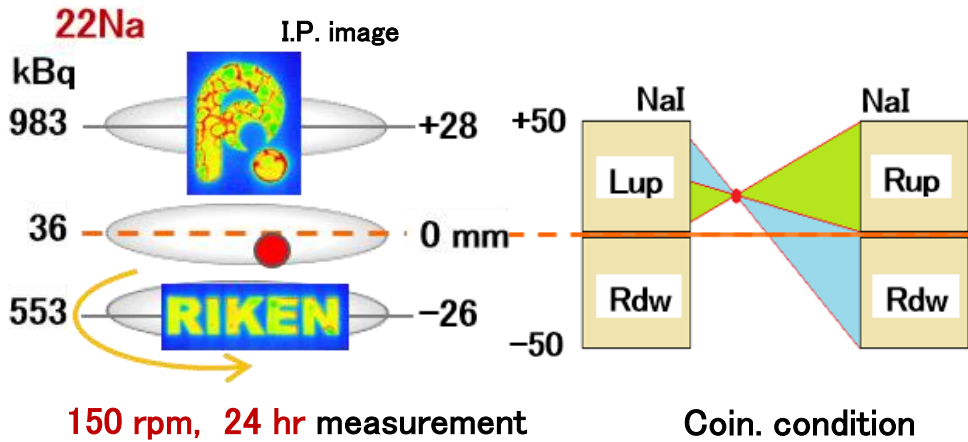 22Na
I.P. image
kBq
983
+28
36
0 mm
553
RIKEN
−26
150 rpm, 24 hr measurement
NaI
NaI
+50
Lup
Rup
Rdw
Rdw
−50
Coin. condition